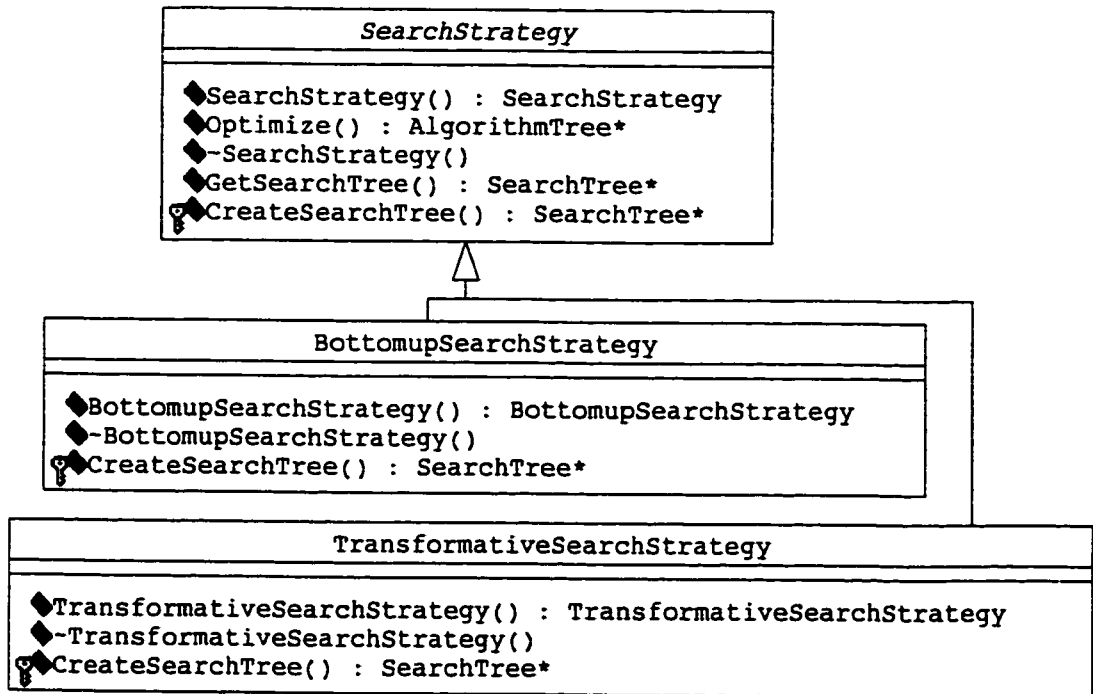 SearchStrategy
SearchStrategy() : SearchStrategy
Optimize() : AlgorithmTree*
~SearchStrategy()
GetSearchTree() : SearchTree*
CreateSearchTree() : SearchTree*
BottomupSearchStrategy
BottomupSearchStrategy() : BottomupSearchStrategy
~BottomupSearchStrategy()
CreateSearchTree() : SearchTree*
TransformativeSearchStrategy
TransformativeSearchStrategy() : TransformativeSearchStrategy
~TransformativeSearchStrategy()
CreateSearchTree() : SearchTree*